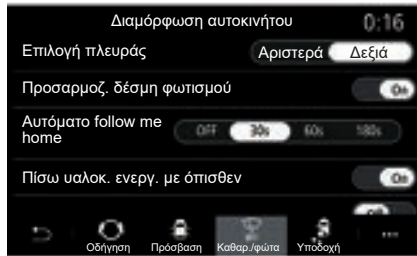 Διαμόρφωση αυτοκινήτου 0:16
Επιλογή πλευράς Αριστερά Δεξιά
Προσαρμοζ. δέσμη φωτισμού On
Αυτόματο follow me OFF 30s 60s 180s
home
Πίσω υαλοκ. ενεργ. με όπισθεν On
Οδήγηση Πρόσβαση Καθαρ./φώτα Υποδοχή ...